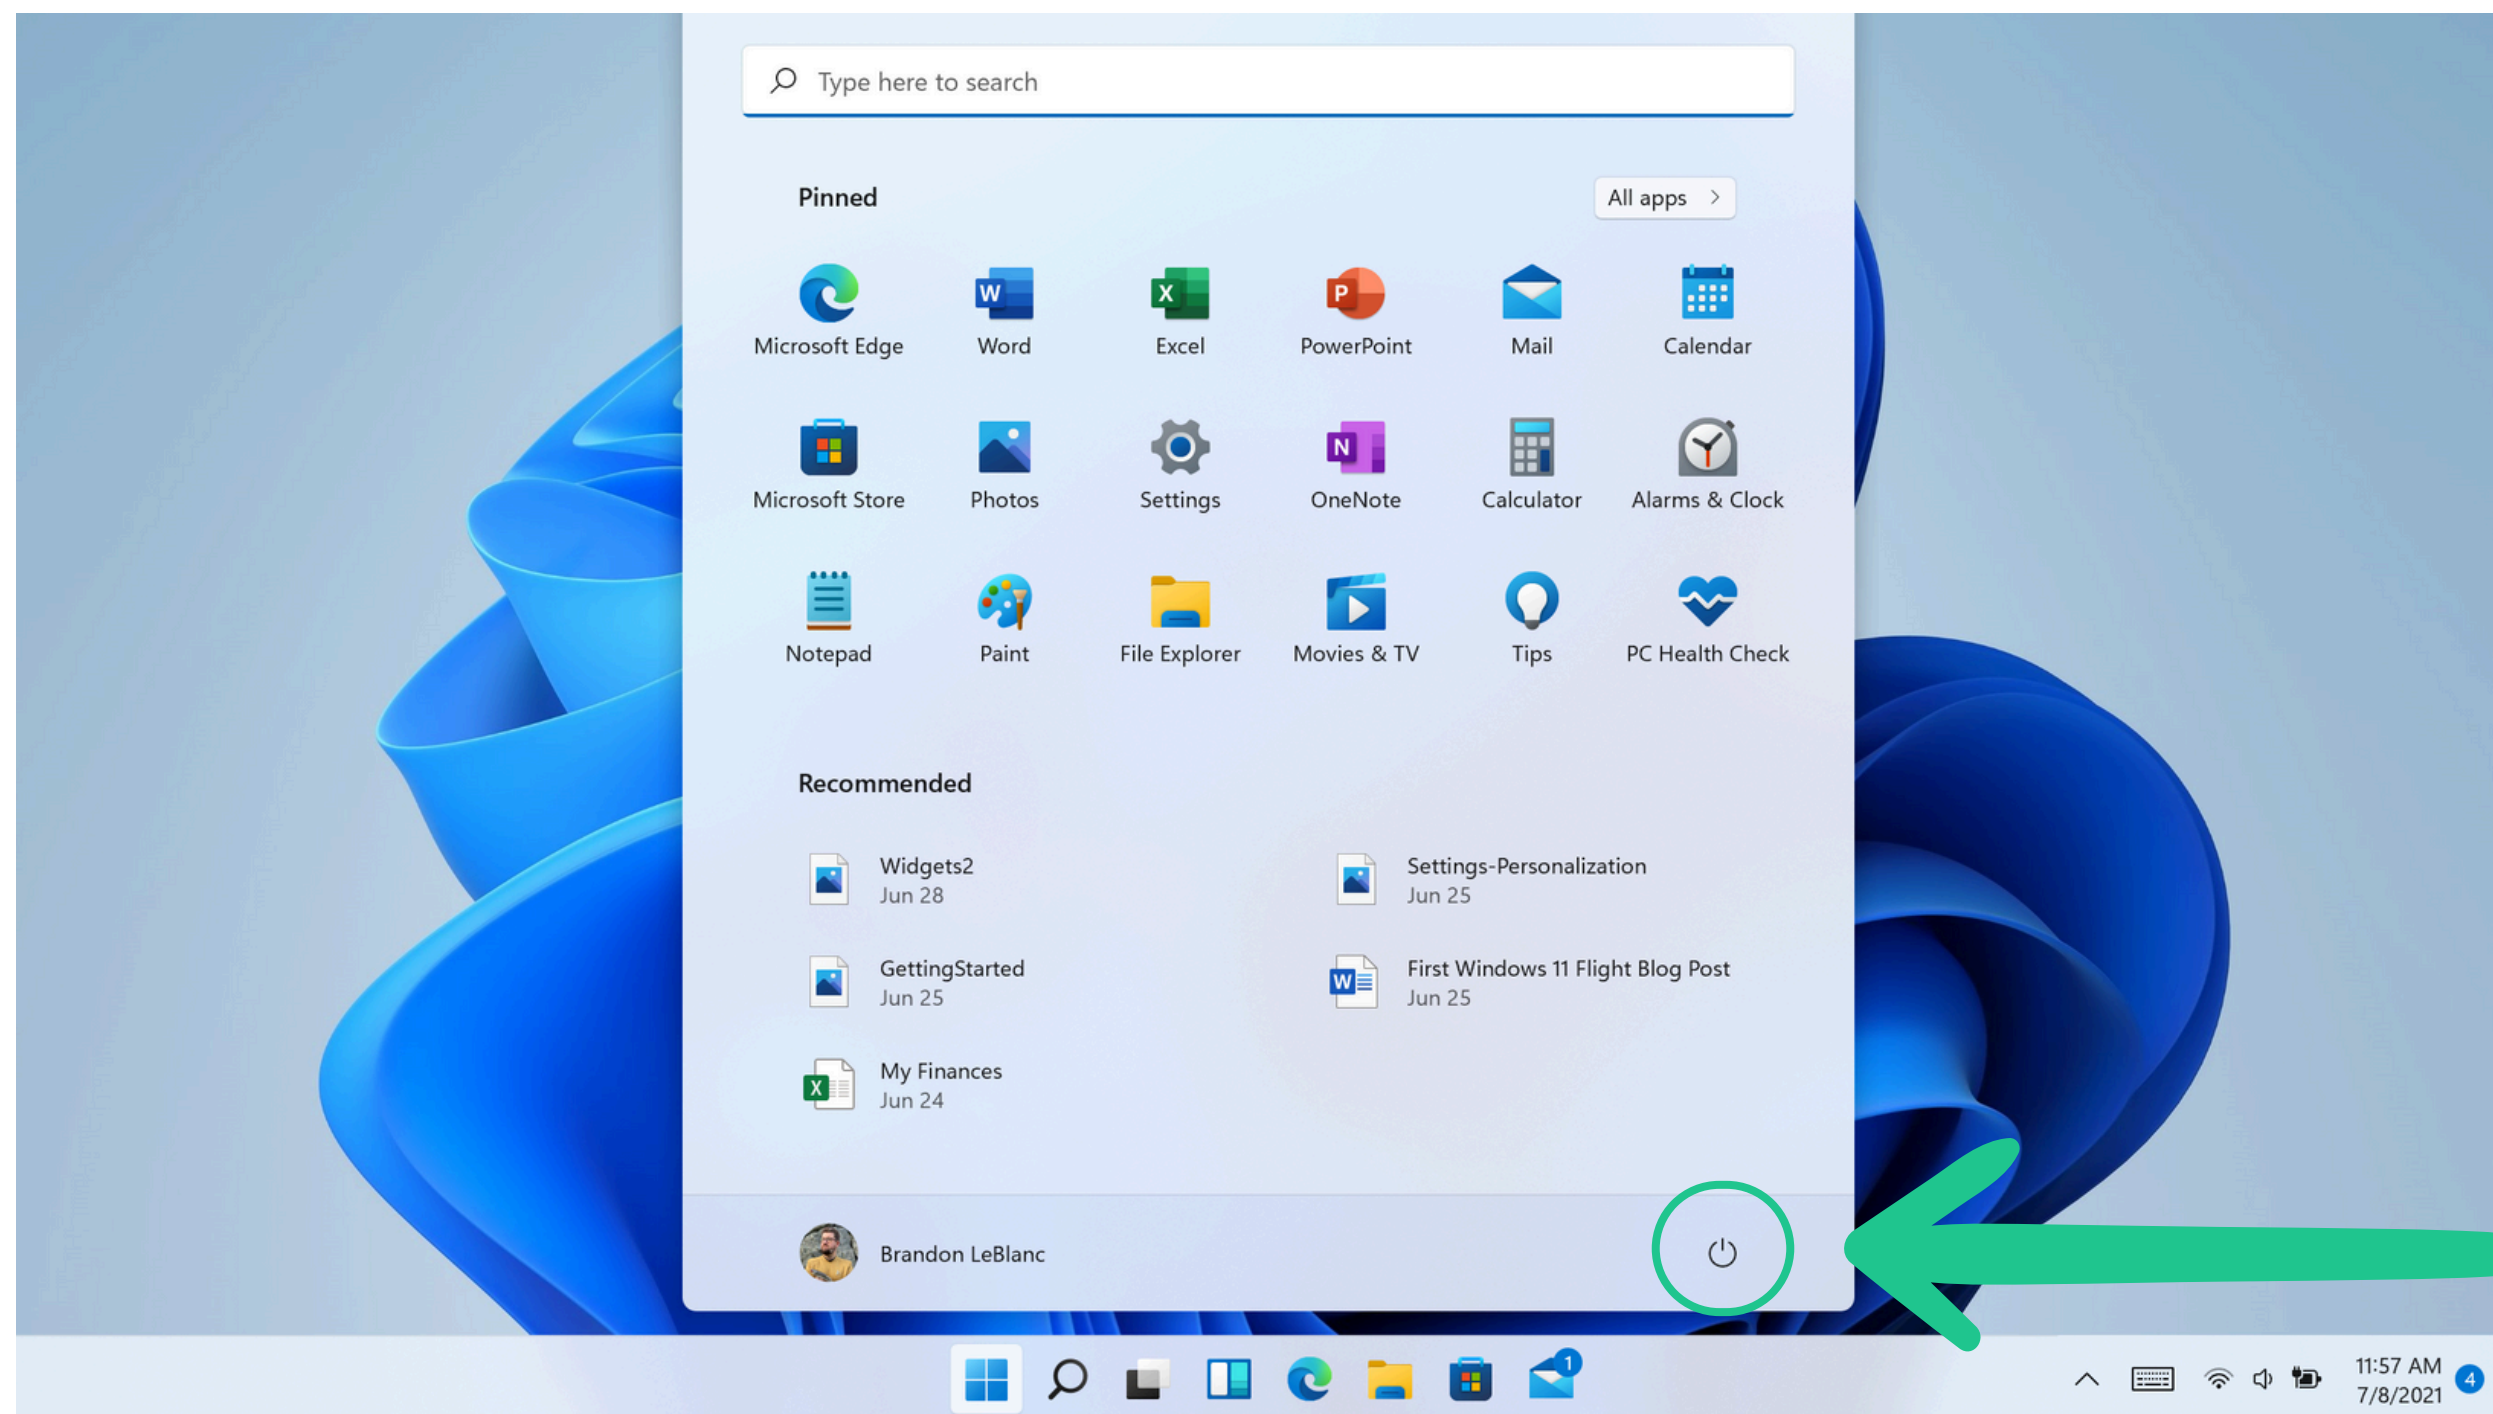 Type here to search
Pinned
All apps
Microsoft Edge
Word
Excel
PowerPoint
Mail
Calendar
Microsoft Store
Photos
Settings
OneNote
Calculator
Alarms & Clock
Notepad
Paint
File Explorer
Movies & TV
Tips
PC Health Check
Recommended
Widgets2
Jun 28
Settings-Personalization
Jun 25
GettingStarted
Jun 25
First Windows 11 Flight Blog Post
Jun 25
My Finances
Jun 24
Brandon LeBlanc
1
11:57 AM
7/8/2021
4